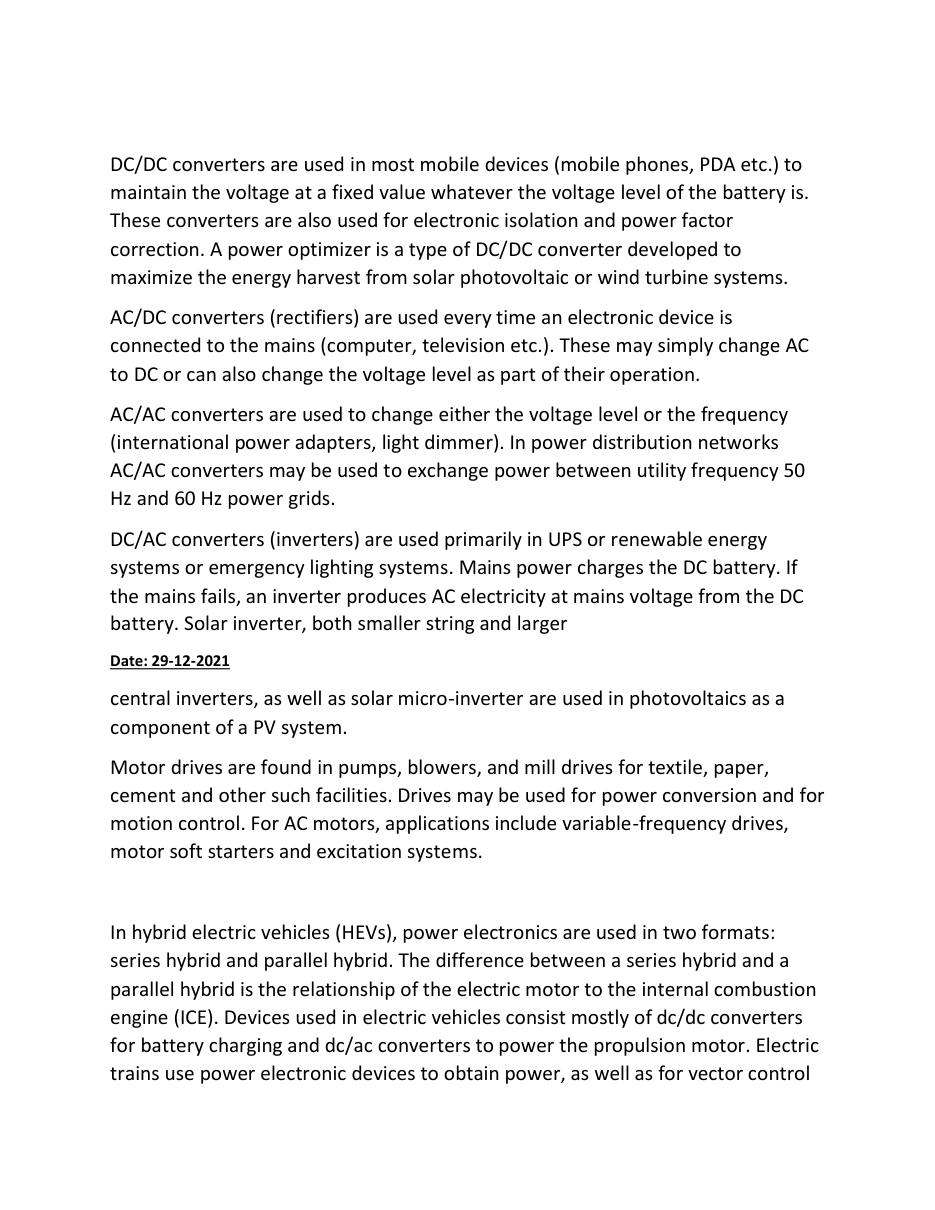 DC/DC converters are used in most mobile devices (mobile phones, PDA etc.) to
maintain the voltage at a fixed value whatever the voltage level of the battery is.
These converters are also used for electronic isolation and power factor
correction. A power optimizer is a type of DC/DC converter developed to
maximize the energy harvest from solar photovoltaic or wind turbine systems.
AC/DC converters (rectifiers) are used every time an electronic device is
connected to the mains (computer, television etc.). These may simply change AC
to DC or can also change the voltage level as part of their operation.
AC/AC converters are used to change either the voltage level or the frequency
(international power adapters, light dimmer). In power distribution networks
AC/AC converters may be used to exchange power between utility frequency 50
Hz and 60 Hz power grids.
DC/AC converters (inverters) are used primarily in UPS or renewable energy
systems or emergency lighting systems. Mains power charges the DC battery. If
the mains fails, an inverter produces AC electricity at mains voltage from the DC
battery. Solar inverter, both smaller string and larger
Date: 29-12-2021
central inverters, as well as solar micro-inverter are used in photovoltaics as a
component of a PV system.
Motor drives are found in pumps, blowers, and mill drives for textile, paper,
cement and other such facilities. Drives may be used for power conversion and for
motion control. For AC motors, applications include variable-frequency drives,
motor soft starters and excitation systems.
In hybrid electric vehicles (HEVs), power electronics are used in two formats:
series hybrid and parallel hybrid. The difference between a series hybrid and a
parallel hybrid is the relationship of the electric motor to the internal combustion
engine (ICE). Devices used in electric vehicles consist mostly of dc/dc converters
for battery charging and dc/ac converters to power the propulsion motor. Electric
trains use power electronic devices to obtain power, as well as for vector control